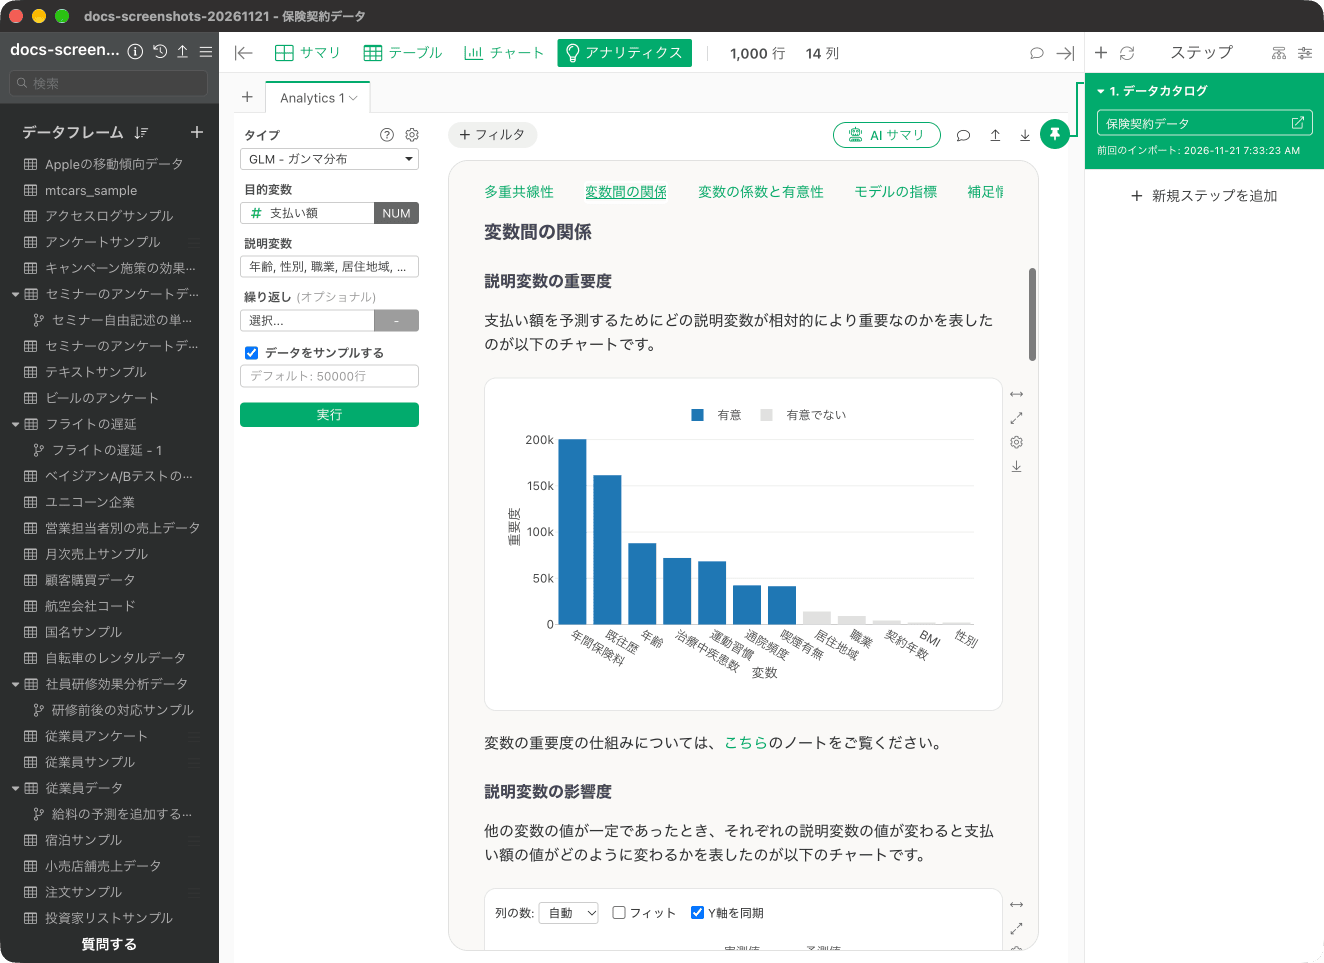 docs-screenshots-20261121 - 保険契約データ
docs-screen...
検索
データフレーム
Appleの移動傾向データ
mtcars_sample
アクセスログサンプル
アンケートサンプル
キャンペーン施策の効果...
セミナーのアンケートデ...
セミナー自由記述の単...
セミナーのアンケートデ...
テキストサンプル
ビールのアンケート
フライトの遅延
フライトの遅延 - 1
ベイジアンA/Bテストの...
ユニコーン企業
営業担当者別の売上データ
月次売上サンプル
顧客購買データ
航空会社コード
国名サンプル
自転車のレンタルデータ
社員研修効果分析データ
研修前後の対応サンプル
従業員アンケート
従業員サンプル
従業員データ
給料の予測を追加する...
宿泊サンプル
小売店舗売上データ
注文サンプル
投資家リストサンプル
質問する
サマリ
テーブル
チャート
アナリティクス
1,000 行
14 列
Analytics 1
タイプ
GLM - ガンマ分布
目的変数
# 支払い額 NUM
説明変数
年齢, 性別, 職業, 居住地域, ...
繰り返し (オプショナル)
選択... -
データをサンプルする
デフォルト: 50000行
実行
フィルタ
AI サマリ
多重共線性
変数間の関係
変数の係数と有意性
モデルの指標
変数間の関係
説明変数の重要度
支払い額を予測するためにどの説明変数が相対的により重要なのかを表した
のが以下のチャートです。
有意
有意でない
200k
150k
100k
50k
0
重要度
年間保険料
既往歴
年齢
治療中疾患数
運動習慣
通院頻度
喫煙有無
居住地域
職業
契約年数
BMI
性別
変数
変数の重要度の仕組みについては、こちらのノートをご覧ください。
説明変数の影響度
他の変数の値が一定であったとき、それぞれの説明変数の値が変わると支払
い額の値がどのように変わるかを表したのが以下のチャートです。
列の数: 自動
フィット
Y軸を同期
ステップ
1. データカタログ
保険契約データ
前回のインポート: 2026-11-21 7:33:23 AM
新規ステップを追加